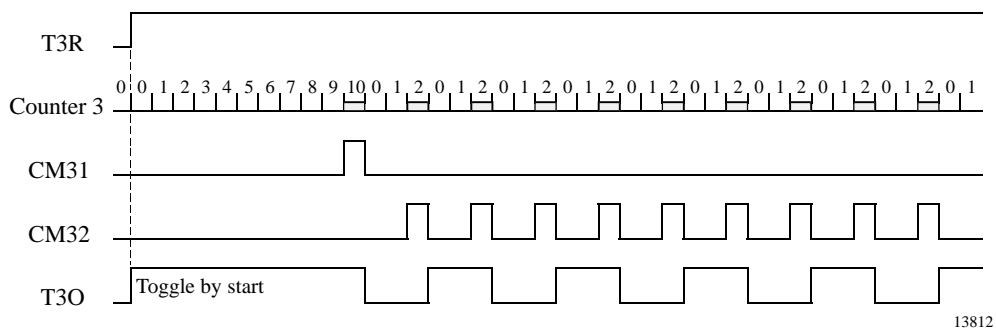 T3R
0 0 1 2 3 4 5 6 7 8 9 10 0 1 2 0 1 2 0 1 2 0 1 2 0 1 2 0 1 2 0 1 2 0 1 2 0 1 2 0 1
Counter 3
CM31
CM32
Toggle by start
T3O
13812